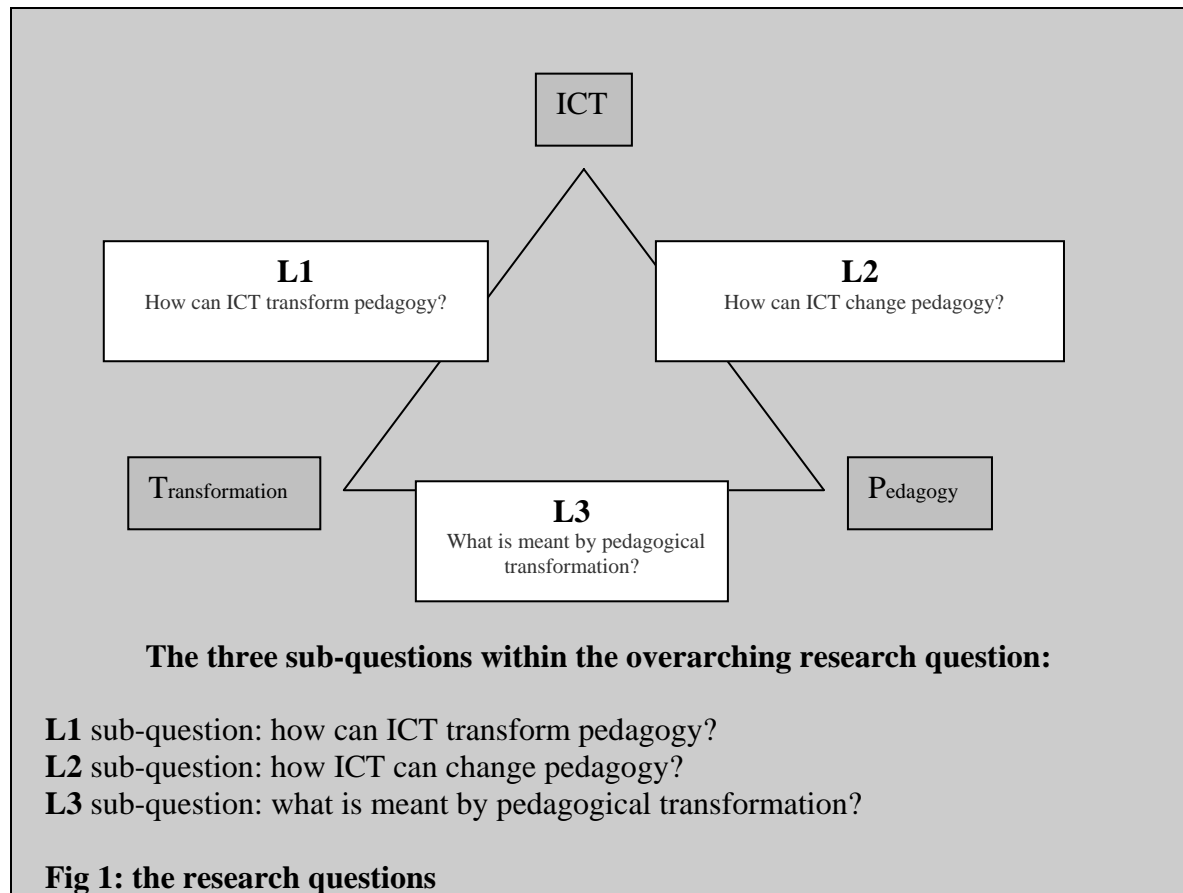 ICT
L1
How can ICT transform pedagogy?
L2
How can ICT change pedagogy?
Transformation
Pedagogy
L3
What is meant by pedagogical
transformation?
The three sub-questions within the overarching research question:
L1 sub-question: how can ICT transform pedagogy?
L2 sub-question: how ICT can change pedagogy?
L3 sub-question: what is meant by pedagogical transformation?
Fig 1: the research questions